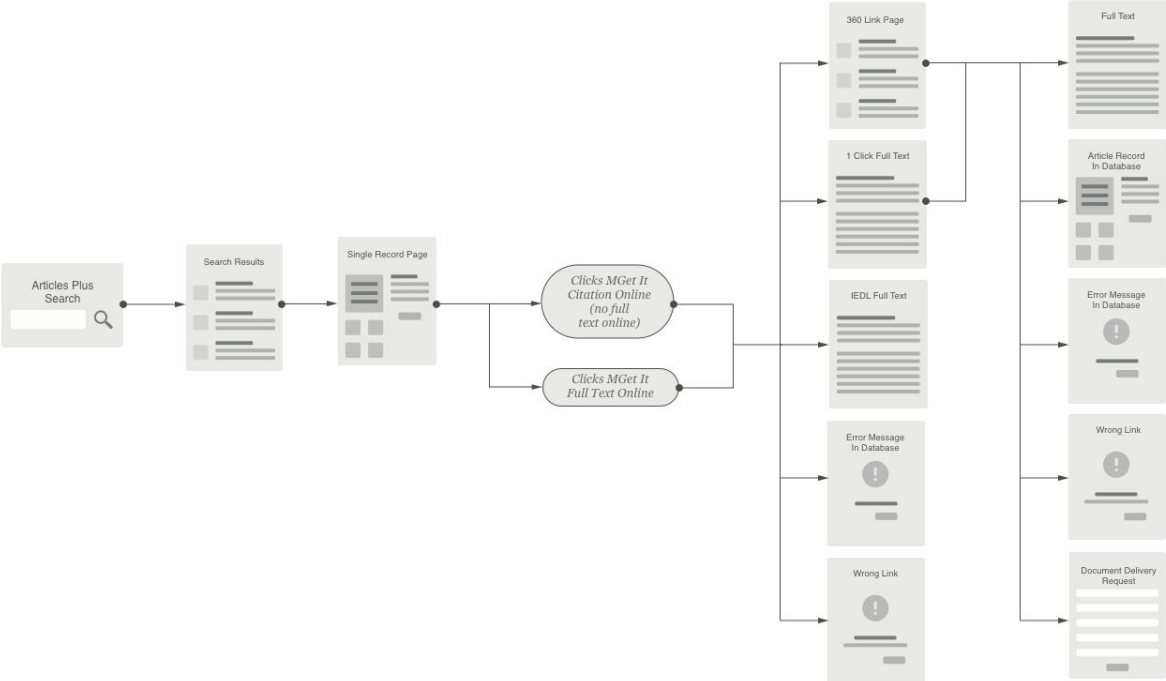 Articles Plus
Search
Search Results
Single Record Page
Clicks MGet It
Citation Online
(no full
text online)
Clicks MGet It
Full Text Online
360 Link Page
1 Click Full Text
IEDL Full Text
Error Message
In Database
Wrong Link
Full Text
Article Record
In Database
Error Message
In Database
Wrong Link
Document Delivery
Request